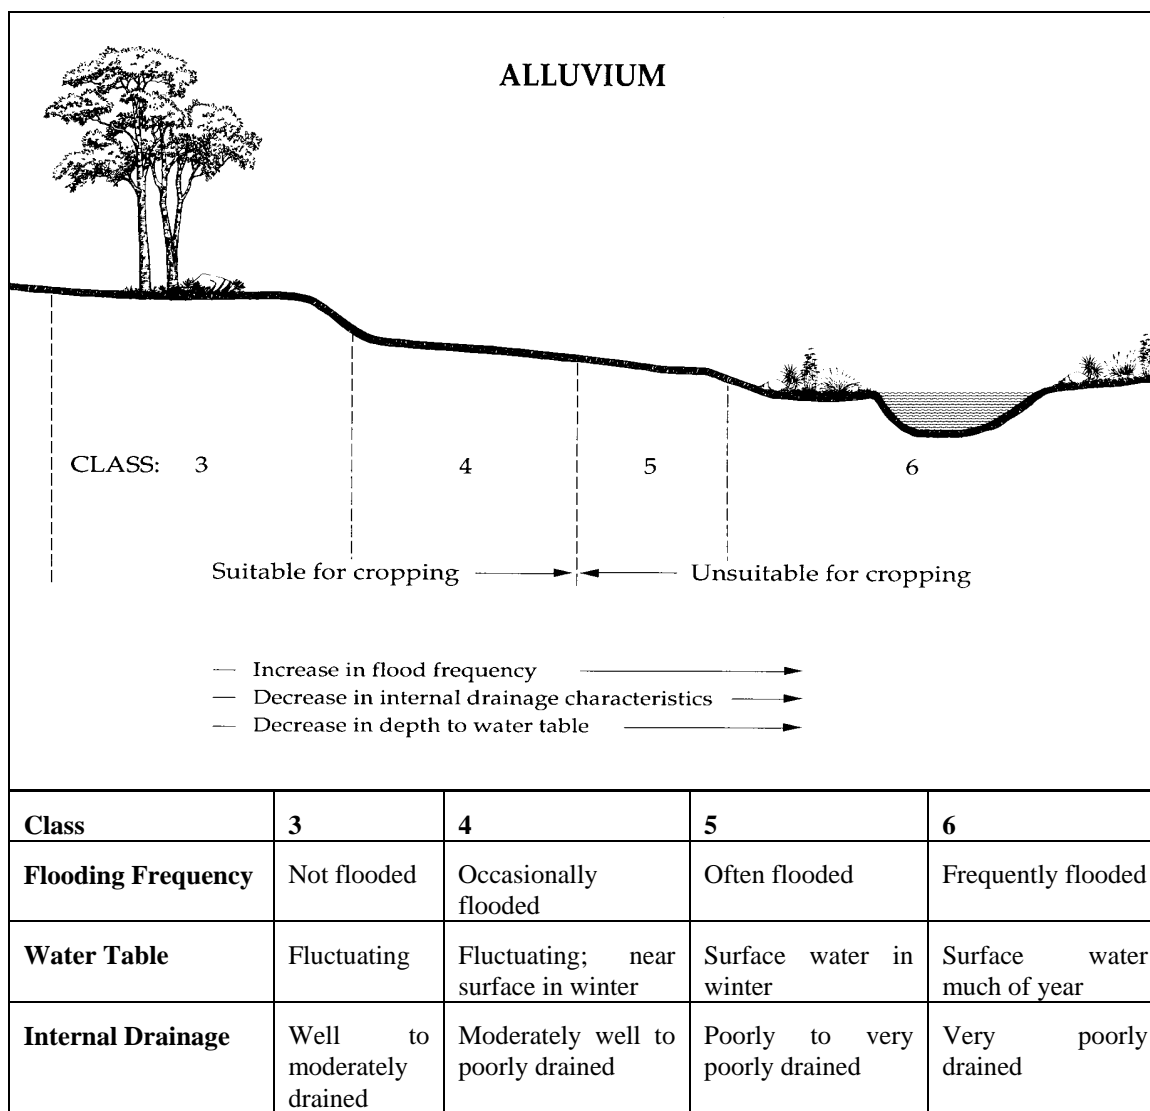 ALLUVIUM
CLASS: 3 4 5 6
Suitable for cropping Unsuitable for cropping
— Increase in flood frequency
— Decrease in internal drainage characteristics
— Decrease in depth to water table
Class 3 4 5 6
Flooding Frequency Not flooded Occasionally flooded Often flooded Frequently flooded
Water Table Fluctuating Fluctuating; near surface in winter Surface water in winter Surface water much of year
Internal Drainage Well to moderately drained Moderately well to poorly drained Poorly to very poorly drained Very poorly drained